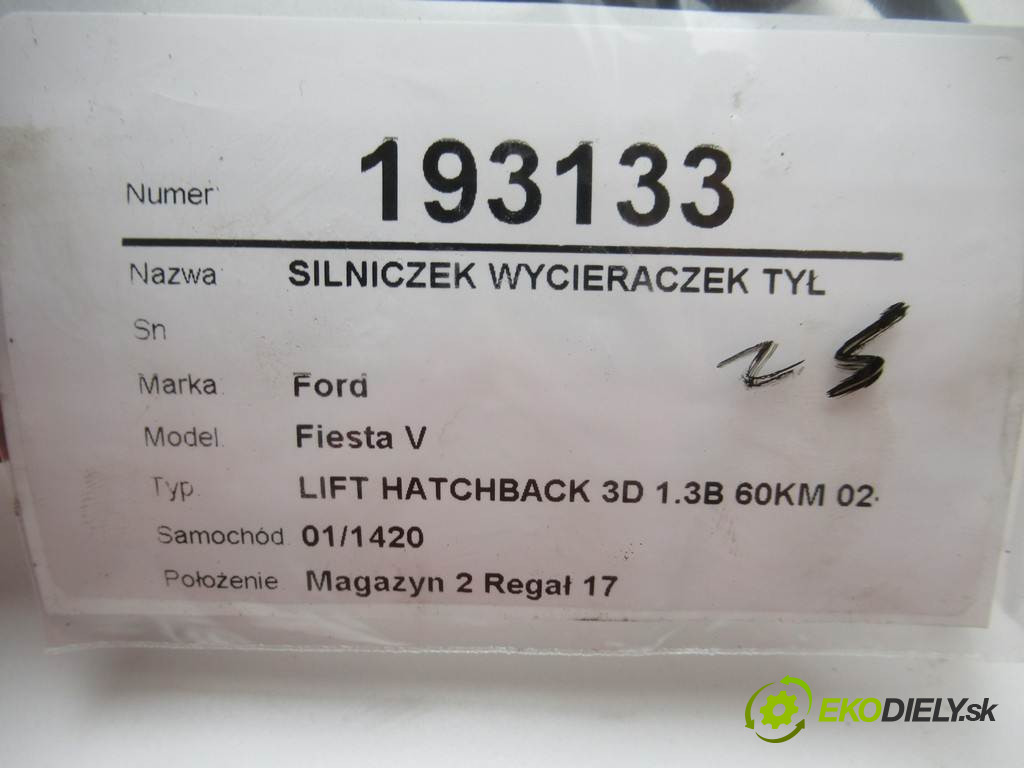 Numer 193133
Nazwa SILNICZEK WYCIERACZEK TYŁ
Sn
Marka Ford
Model Fiesta V
Typ LIFT HATCHBACK 3D 1.3B 60KM 02-
Samochód 01/1420
Położenie Magazyn 2 Regał 17
EKODIELY.sk